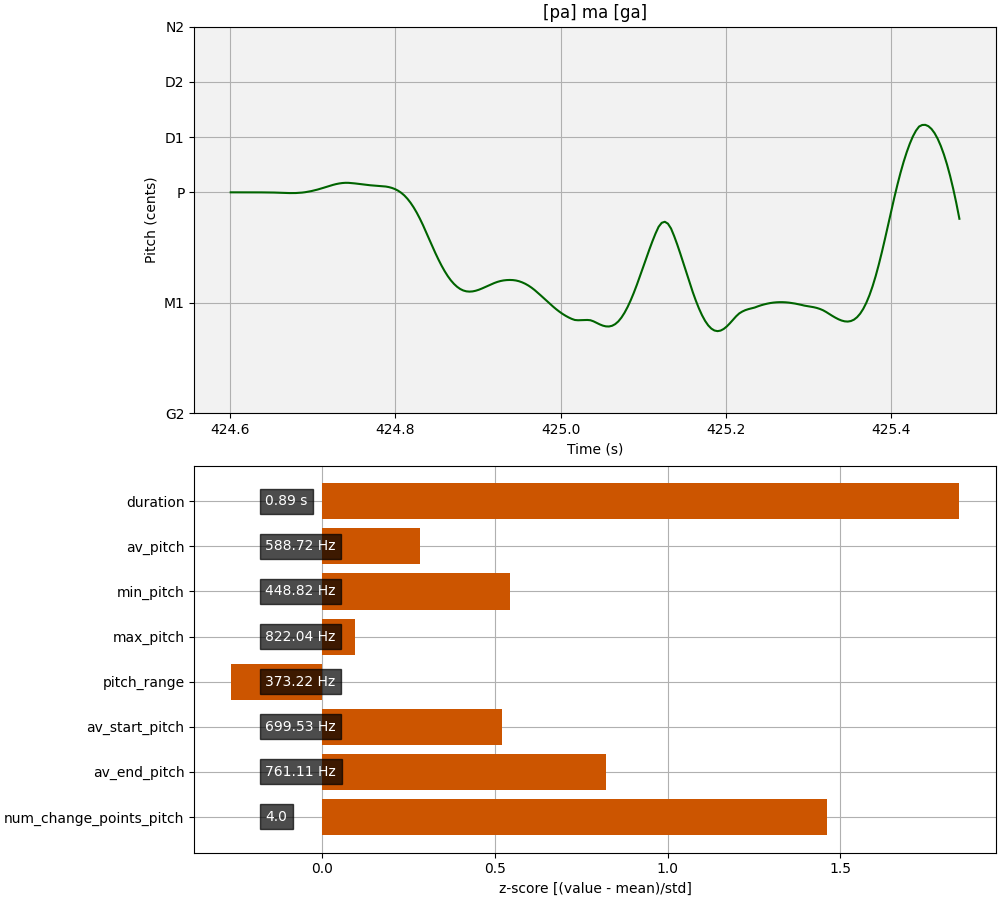 [pa] ma [ga]
N2
D2
D1
P
M1
G2
Pitch (cents)
424.6 424.8 425.0 425.2 425.4
Time (s)
duration 0.89 s
av_pitch 588.72 Hz
min_pitch 448.82 Hz
max_pitch 822.04 Hz
pitch_range 373.22 Hz
av_start_pitch 699.53 Hz
av_end_pitch 761.11 Hz
num_change_points_pitch 4.0
0.0 0.5 1.0 1.5
z-score [(value - mean)/std]